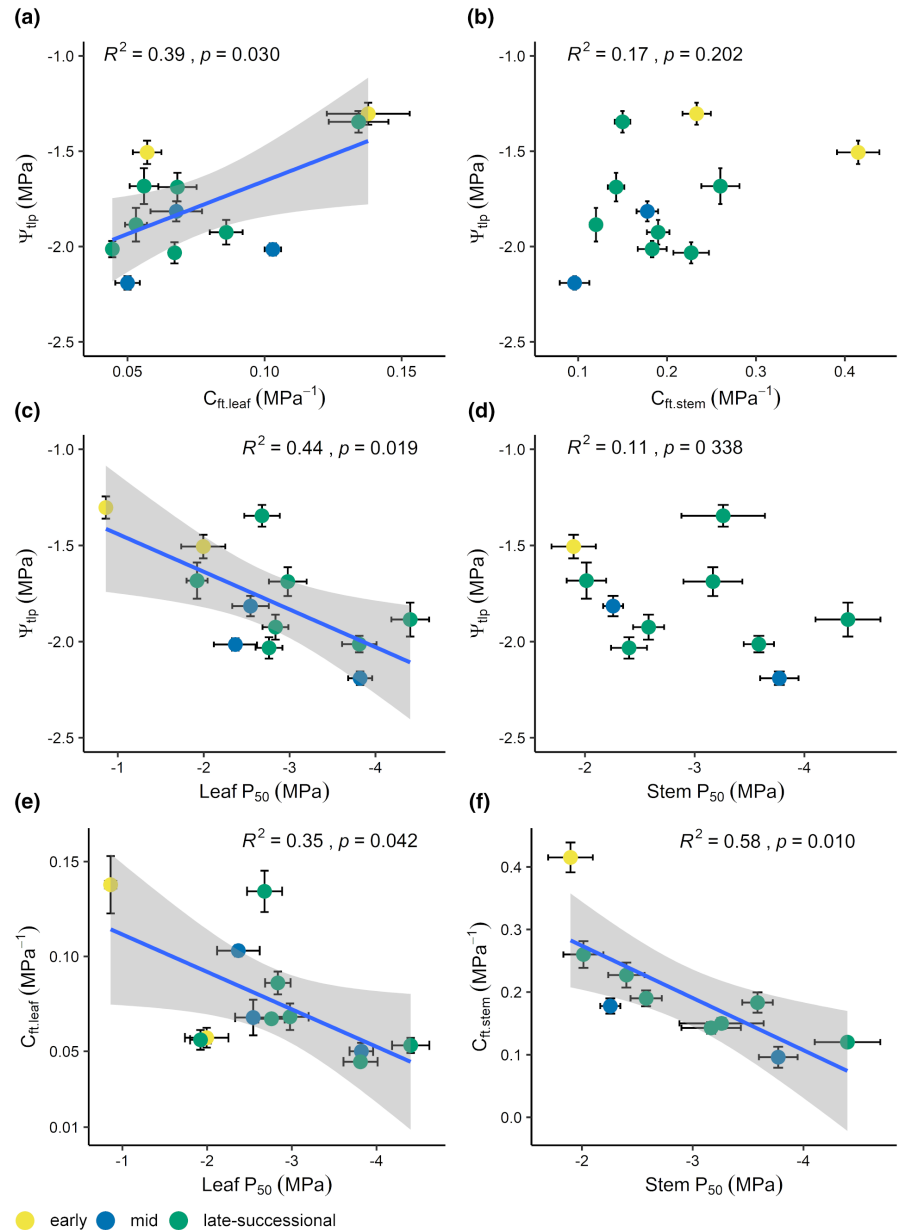 (a)
R² = 0.39 , p = 0.030
-1.0
-1.5
-2.0
-2.5
Ψtlp (MPa)
0.05 0.10 0.15
Cft.leaf (MPa⁻¹)
(b)
R² = 0.17 , p = 0.202
-1.0
-1.5
-2.0
-2.5
Ψtlp (MPa)
0.1 0.2 0.3 0.4
Cft.stem (MPa⁻¹)
(c)
R² = 0.44 , p = 0.019
-1.0
-1.5
-2.0
-2.5
Ψtlp (MPa)
-1 -2 -3 -4
Leaf P₅₀ (MPa)
(d)
R² = 0.11 , p = 0 338
-1.0
-1.5
-2.0
-2.5
Ψtlp (MPa)
-2 -3 -4
Stem P₅₀ (MPa)
(e)
R² = 0.35 , p = 0.042
0.15
0.10
0.05
0.01
Cft.leaf (MPa⁻¹)
-1 -2 -3 -4
Leaf P₅₀ (MPa)
(f)
R² = 0.58 , p = 0.010
0.4
0.3
0.2
0.1
0.0
Cft.stem (MPa⁻¹)
-2 -3 -4
Stem P₅₀ (MPa)
early mid late-successional